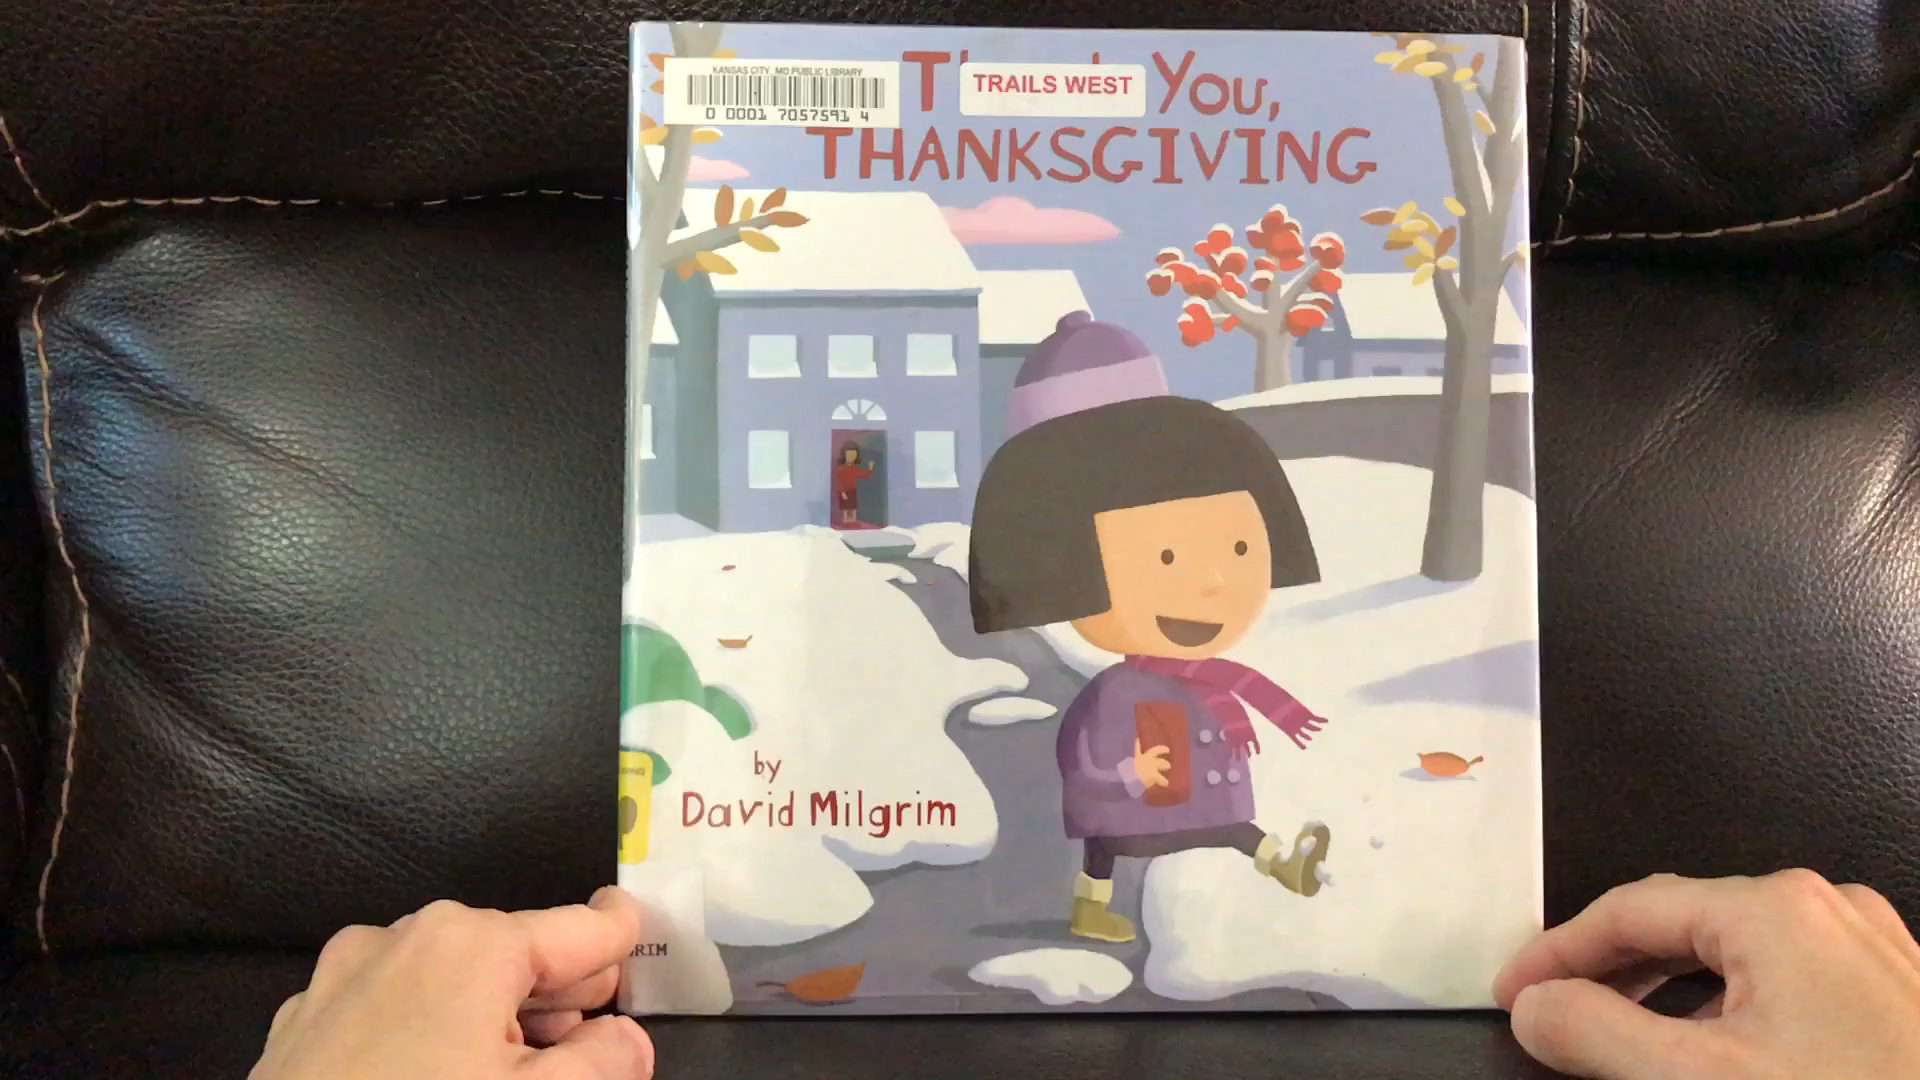 KANSAS CITY, MO PUBLIC LIBRARY
0 0001 7057591 4
TRAILS WEST
You,
THANKSGIVING
by
David Milgrim